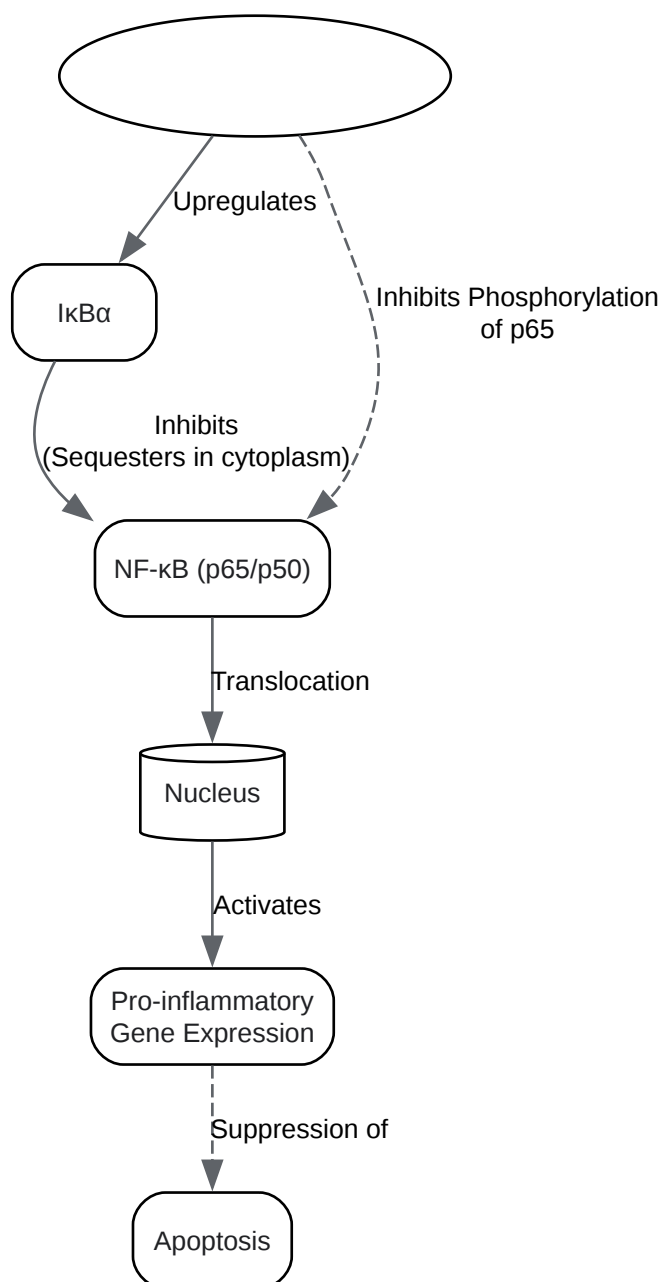 Upregulates
IκBα
Inhibits Phosphorylation
of p65
Inhibits
(Sequesters in cytoplasm)
NF-κB (p65/p50)
Translocation
Nucleus
Activates
Pro-inflammatory
Gene Expression
Suppression of
Apoptosis